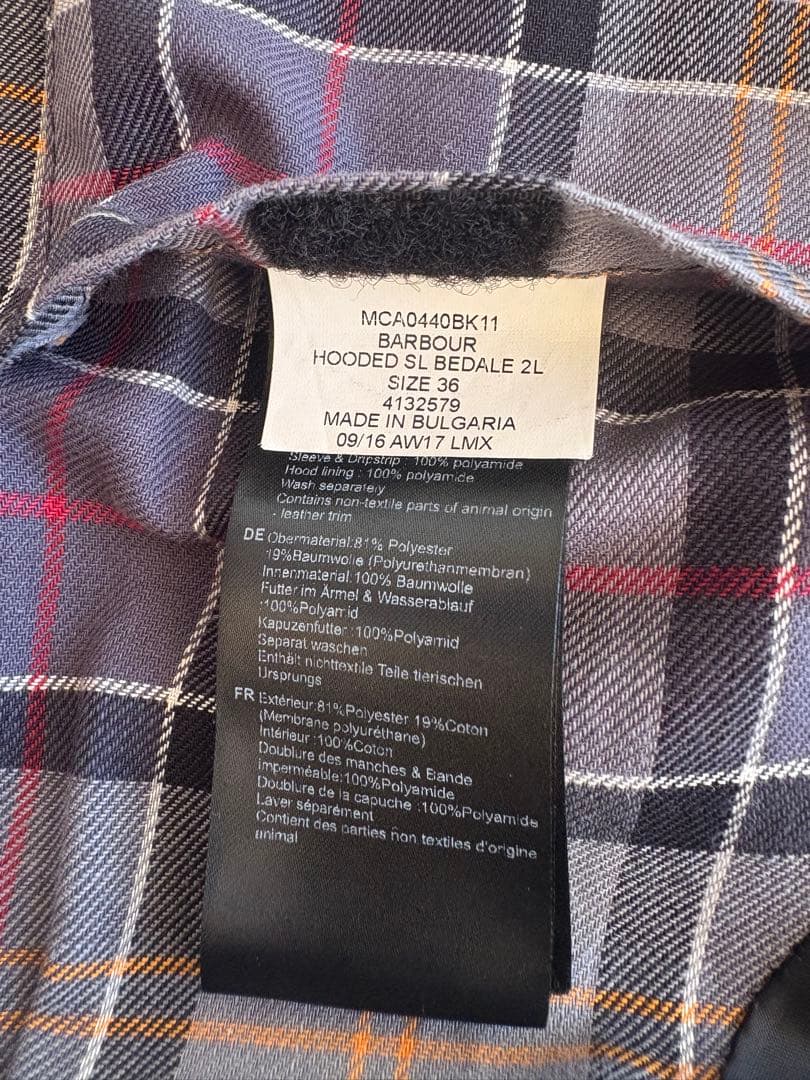 MCA0440BK11
BARBOUR
HOODED SL BEDALE 2L
SIZE 36
4132579
MADE IN BULGARIA
09/16 AW17 LMX
Sleeve & Dripstrip : 100% polyamide
Hood lining : 100% polyamide
Wash separately
Contains non-textile parts of animal origin
- leather trim
DE Obermaterial:81% Polyester
19%Baumwolle (Polyurethanmembran)
Innenmaterial:100% Baumwolle
Futter im Ärmel & Wasserablauf
:100%Polyamid
Kapuzenfutter :100%Polyamid
Separat waschen
Enthält nichttextile Teile tierischen
Ursprungs
FR Extérieur:81%Polyester 19%Coton
(Membrane polyuréthane)
Intérieur :100%Coton
Doublure des manches & Bande
imperméable:100%Polyamide
Doublure de la capuche :100%Polyamide
Laver séparément
Contient des parties non textiles d'origine
animal